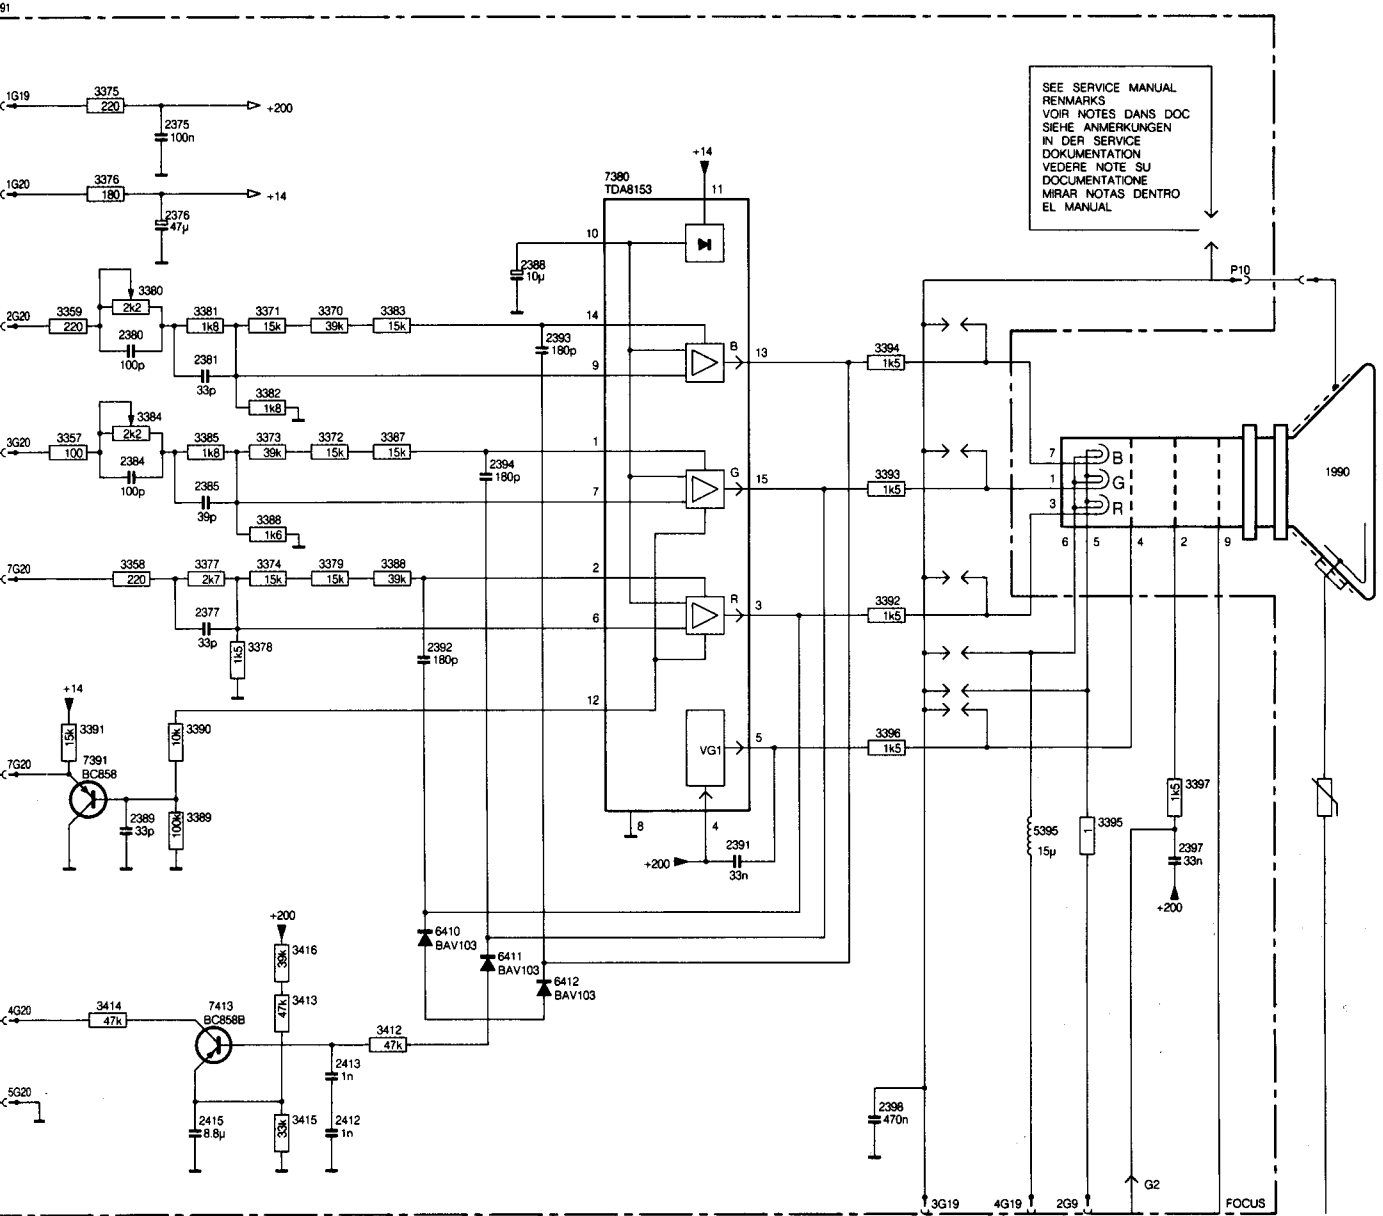 91
1G19
3375
220
+200
2375
100n
1G20
3376
180
+14
2376
47µ
SEE SERVICE MANUAL
RENMARKS
VOIR NOTES DANS DOC
SIEHE ANMERKUNGEN
IN DER SERVICE
DOKUMENTATION
VEDERE NOTE SU
DOCUMENTATIONE
MIRAR NOTAS DENTRO
EL MANUAL
+14
7380
TDA8153
11
10
2388
10µ
P10
2G20
3359
220
3380
2k2
2380
100p
3381
1k8
2381
33p
3371
15k
3370
39k
3383
15k
3382
1k8
2393
180p
14
9
B
13
3394
1k5
3G20
3357
100
3384
2k2
2384
100p
3385
1k8
2385
39p
3373
39k
3372
15k
3387
15k
3388
1k6
2394
180p
1
7
G
15
3393
1k5
7
1
3
B
G
R
6
5
4
2
9
1990
7G20
3358
220
3377
2k7
2377
33p
3374
15k
3379
15k
3388
39k
3378
1k5
2392
180p
2
6
R
3
3392
1k5
+14
3391
15k
3390
10k
12
7G20
7391
BC858
2389
33p
3389
100k
VG1
5
3396
1k5
8
4
+200
2391
33n
5395
15µ
3395
1
3397
1k5
2397
33n
+200
+200
3416
39k
3413
47k
6410
BAV103
6411
BAV103
6412
BAV103
4G20
3414
47k
7413
BC858B
3412
47k
2413
1n
5G20
2415
8.8µ
3415
33k
2412
1n
2398
470n
3G19
4G19
2G9
G2
FOCUS